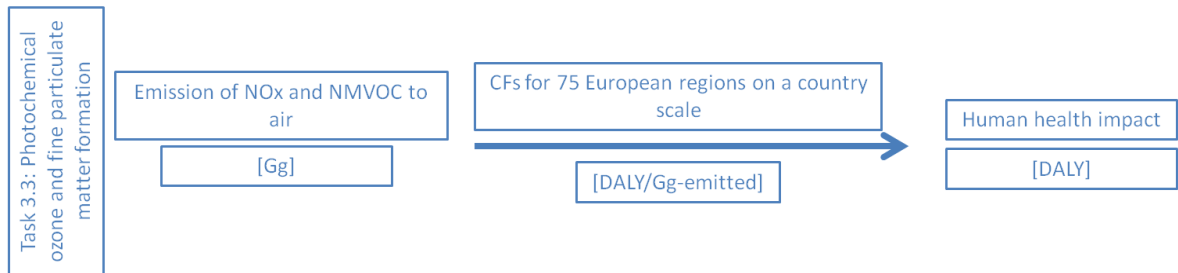 Task 3.3: Photochemical
ozone and fine particulate
matter formation
Emission of NOx and NMVOC to
air
[Gg]
CFs for 75 European regions on a country
scale
[DALY/Gg-emitted]
Human health impact
[DALY]